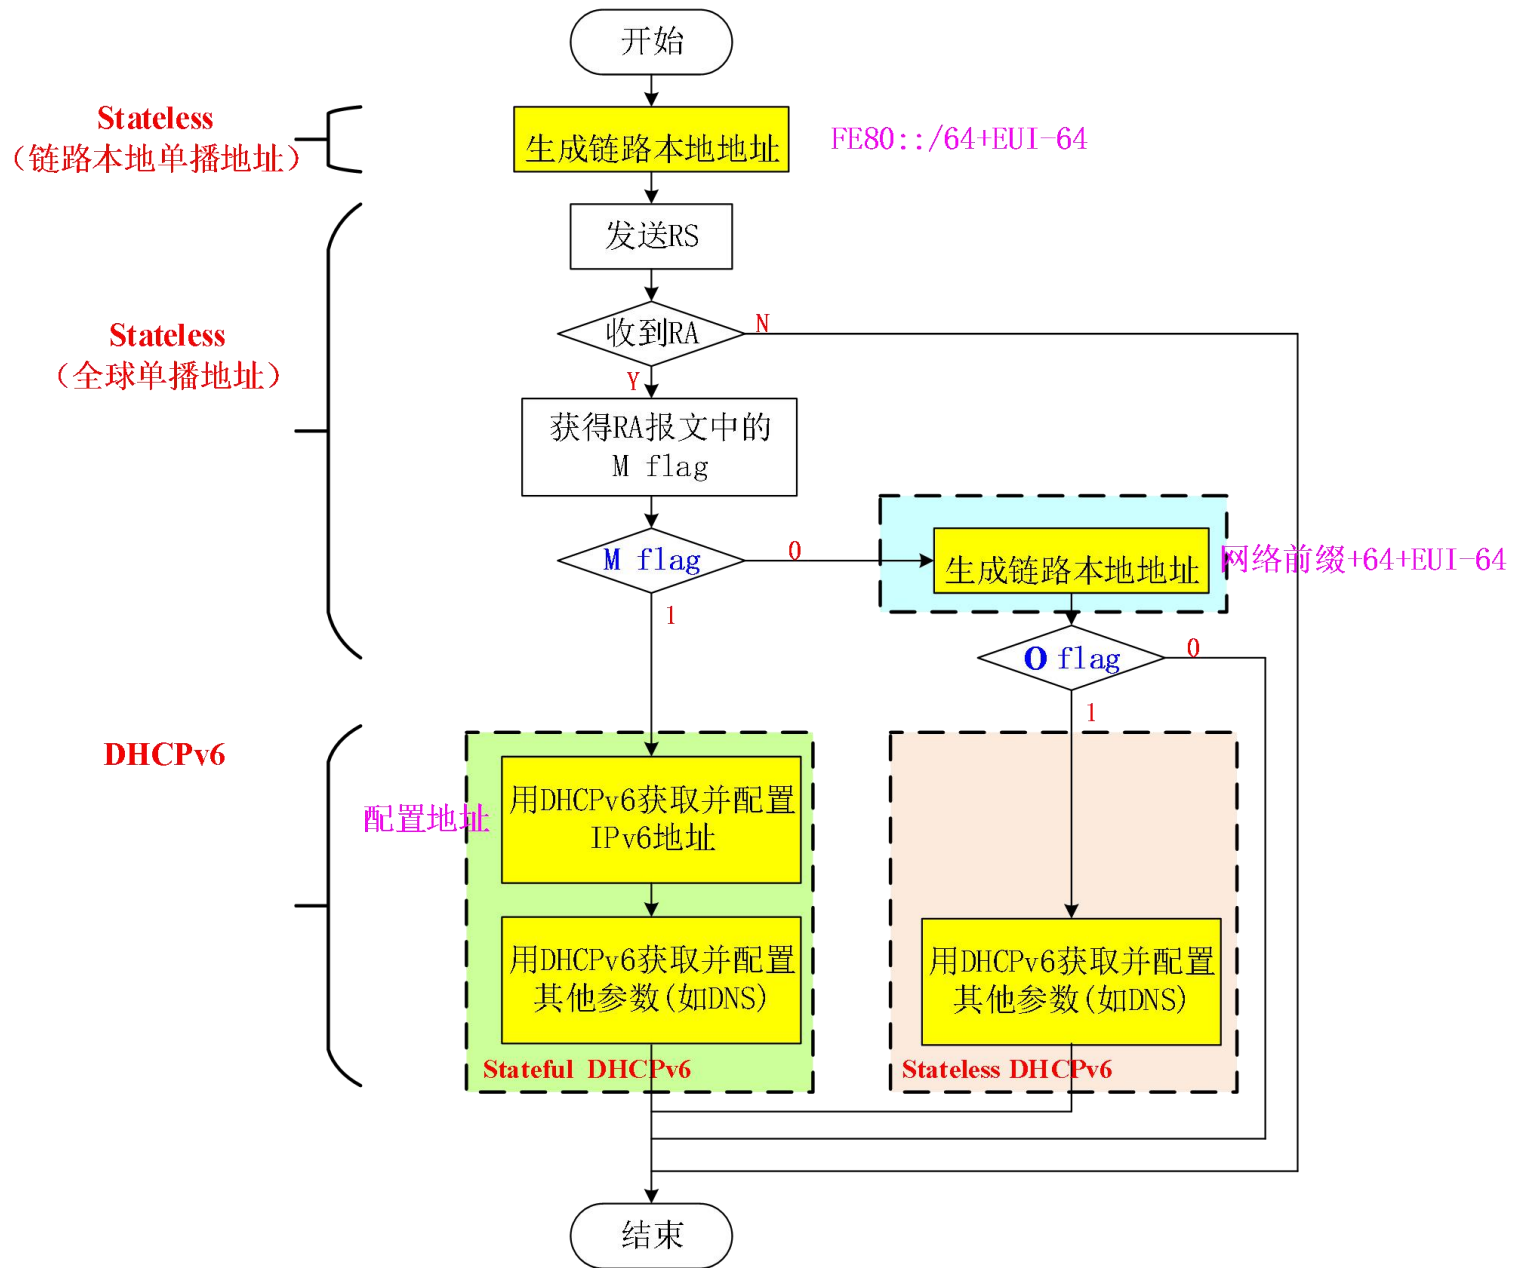 开始
Stateless
（链路本地单播地址）
生成链路本地地址
FE80::/64+EUI-64
发送RS
收到RA
N
Y
Stateless
（全球单播地址）
获得RA报文中的
M flag
M flag
0
1
生成链路本地地址
网络前缀+64+EUI-64
O flag
0
1
DHCPv6
配置地址
用DHCPv6获取并配置
IPv6地址
用DHCPv6获取并配置
其他参数(如DNS)
Stateful DHCPv6
用DHCPv6获取并配置
其他参数(如DNS)
Stateless DHCPv6
结束